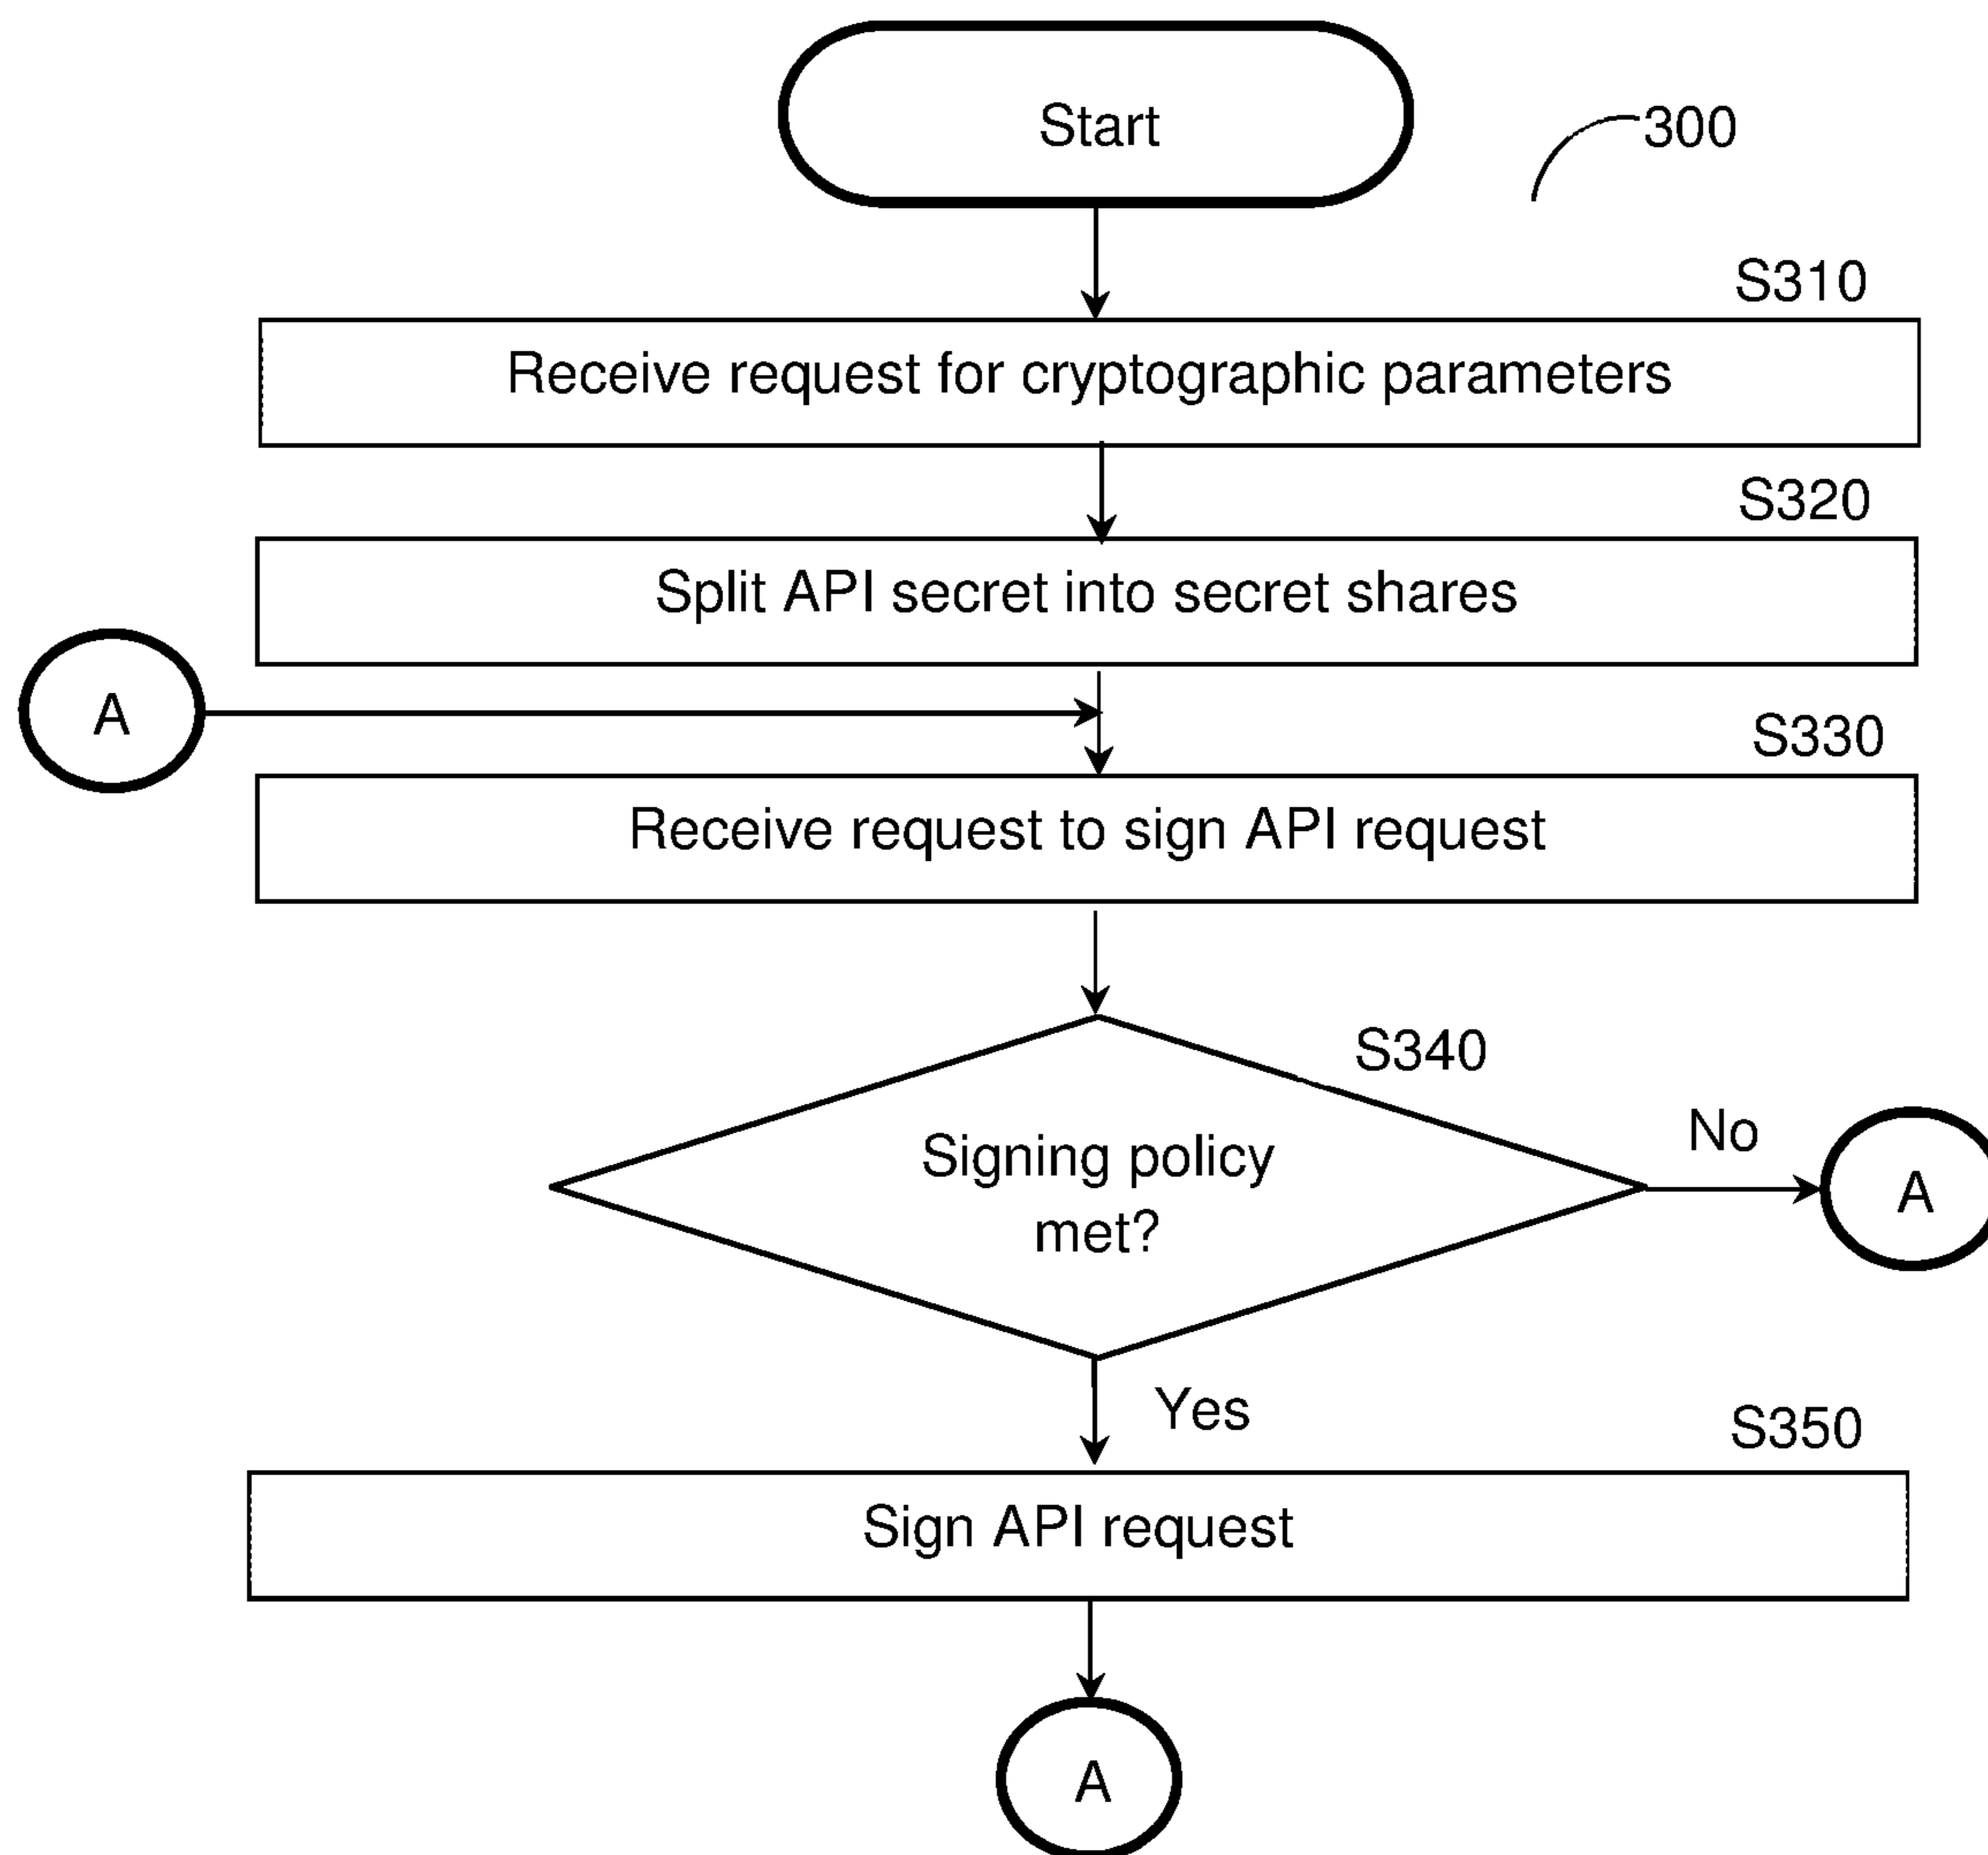 Start
300
S310
Receive request for cryptographic parameters
S320
Split API secret into secret shares
A
S330
Receive request to sign API request
S340
Signing policy
met?
No
A
Yes
S350
Sign API request
A